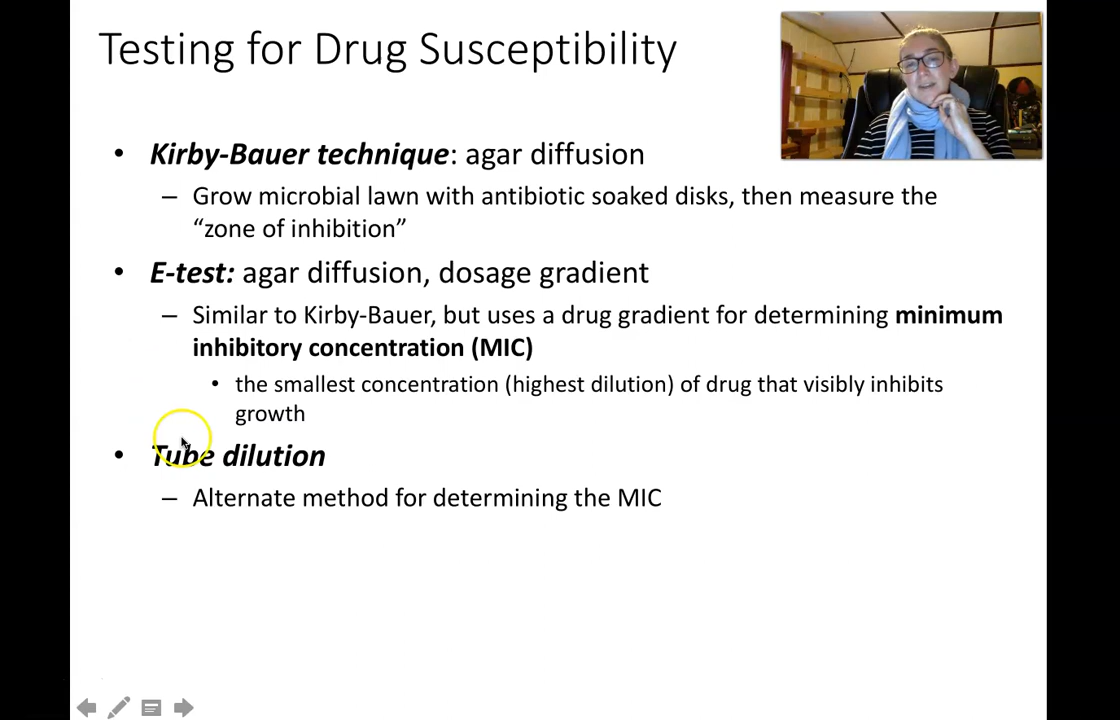 Testing for Drug Susceptibility
• Kirby-Bauer technique: agar diffusion
– Grow microbial lawn with antibiotic soaked disks, then measure the
“zone of inhibition”
• E-test: agar diffusion, dosage gradient
– Similar to Kirby-Bauer, but uses a drug gradient for determining minimum
inhibitory concentration (MIC)
• the smallest concentration (highest dilution) of drug that visibly inhibits
growth
• Tube dilution
– Alternate method for determining the MIC